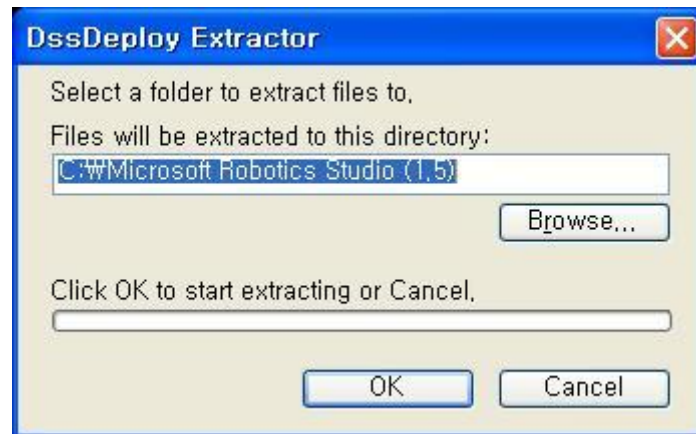 DssDeploy Extractor
Select a folder to extract files to,
Files will be extracted to this directory:
C:₩Microsoft Robotics Studio (1,5)
Browse,,,
Click OK to start extracting or Cancel,
OK
Cancel